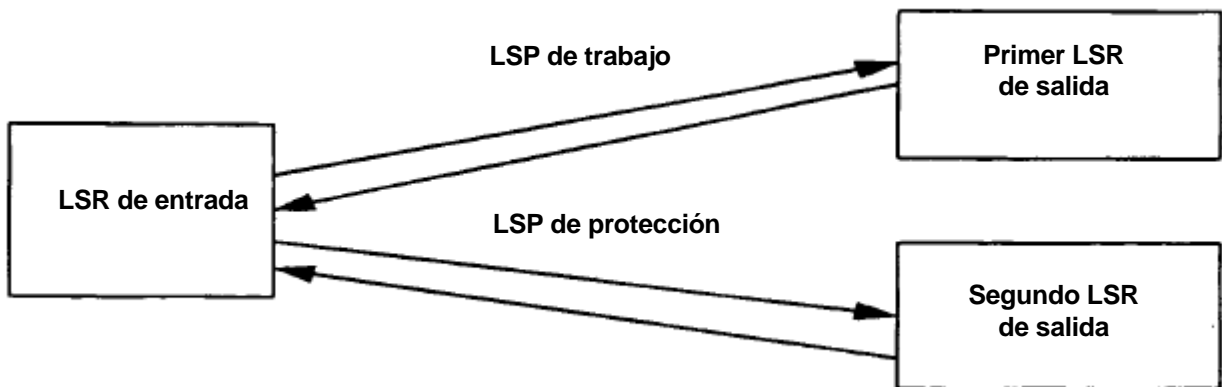 LSP de trabajo
Primer LSR
de salida
LSR de entrada
LSP de protección
Segundo LSR
de salida